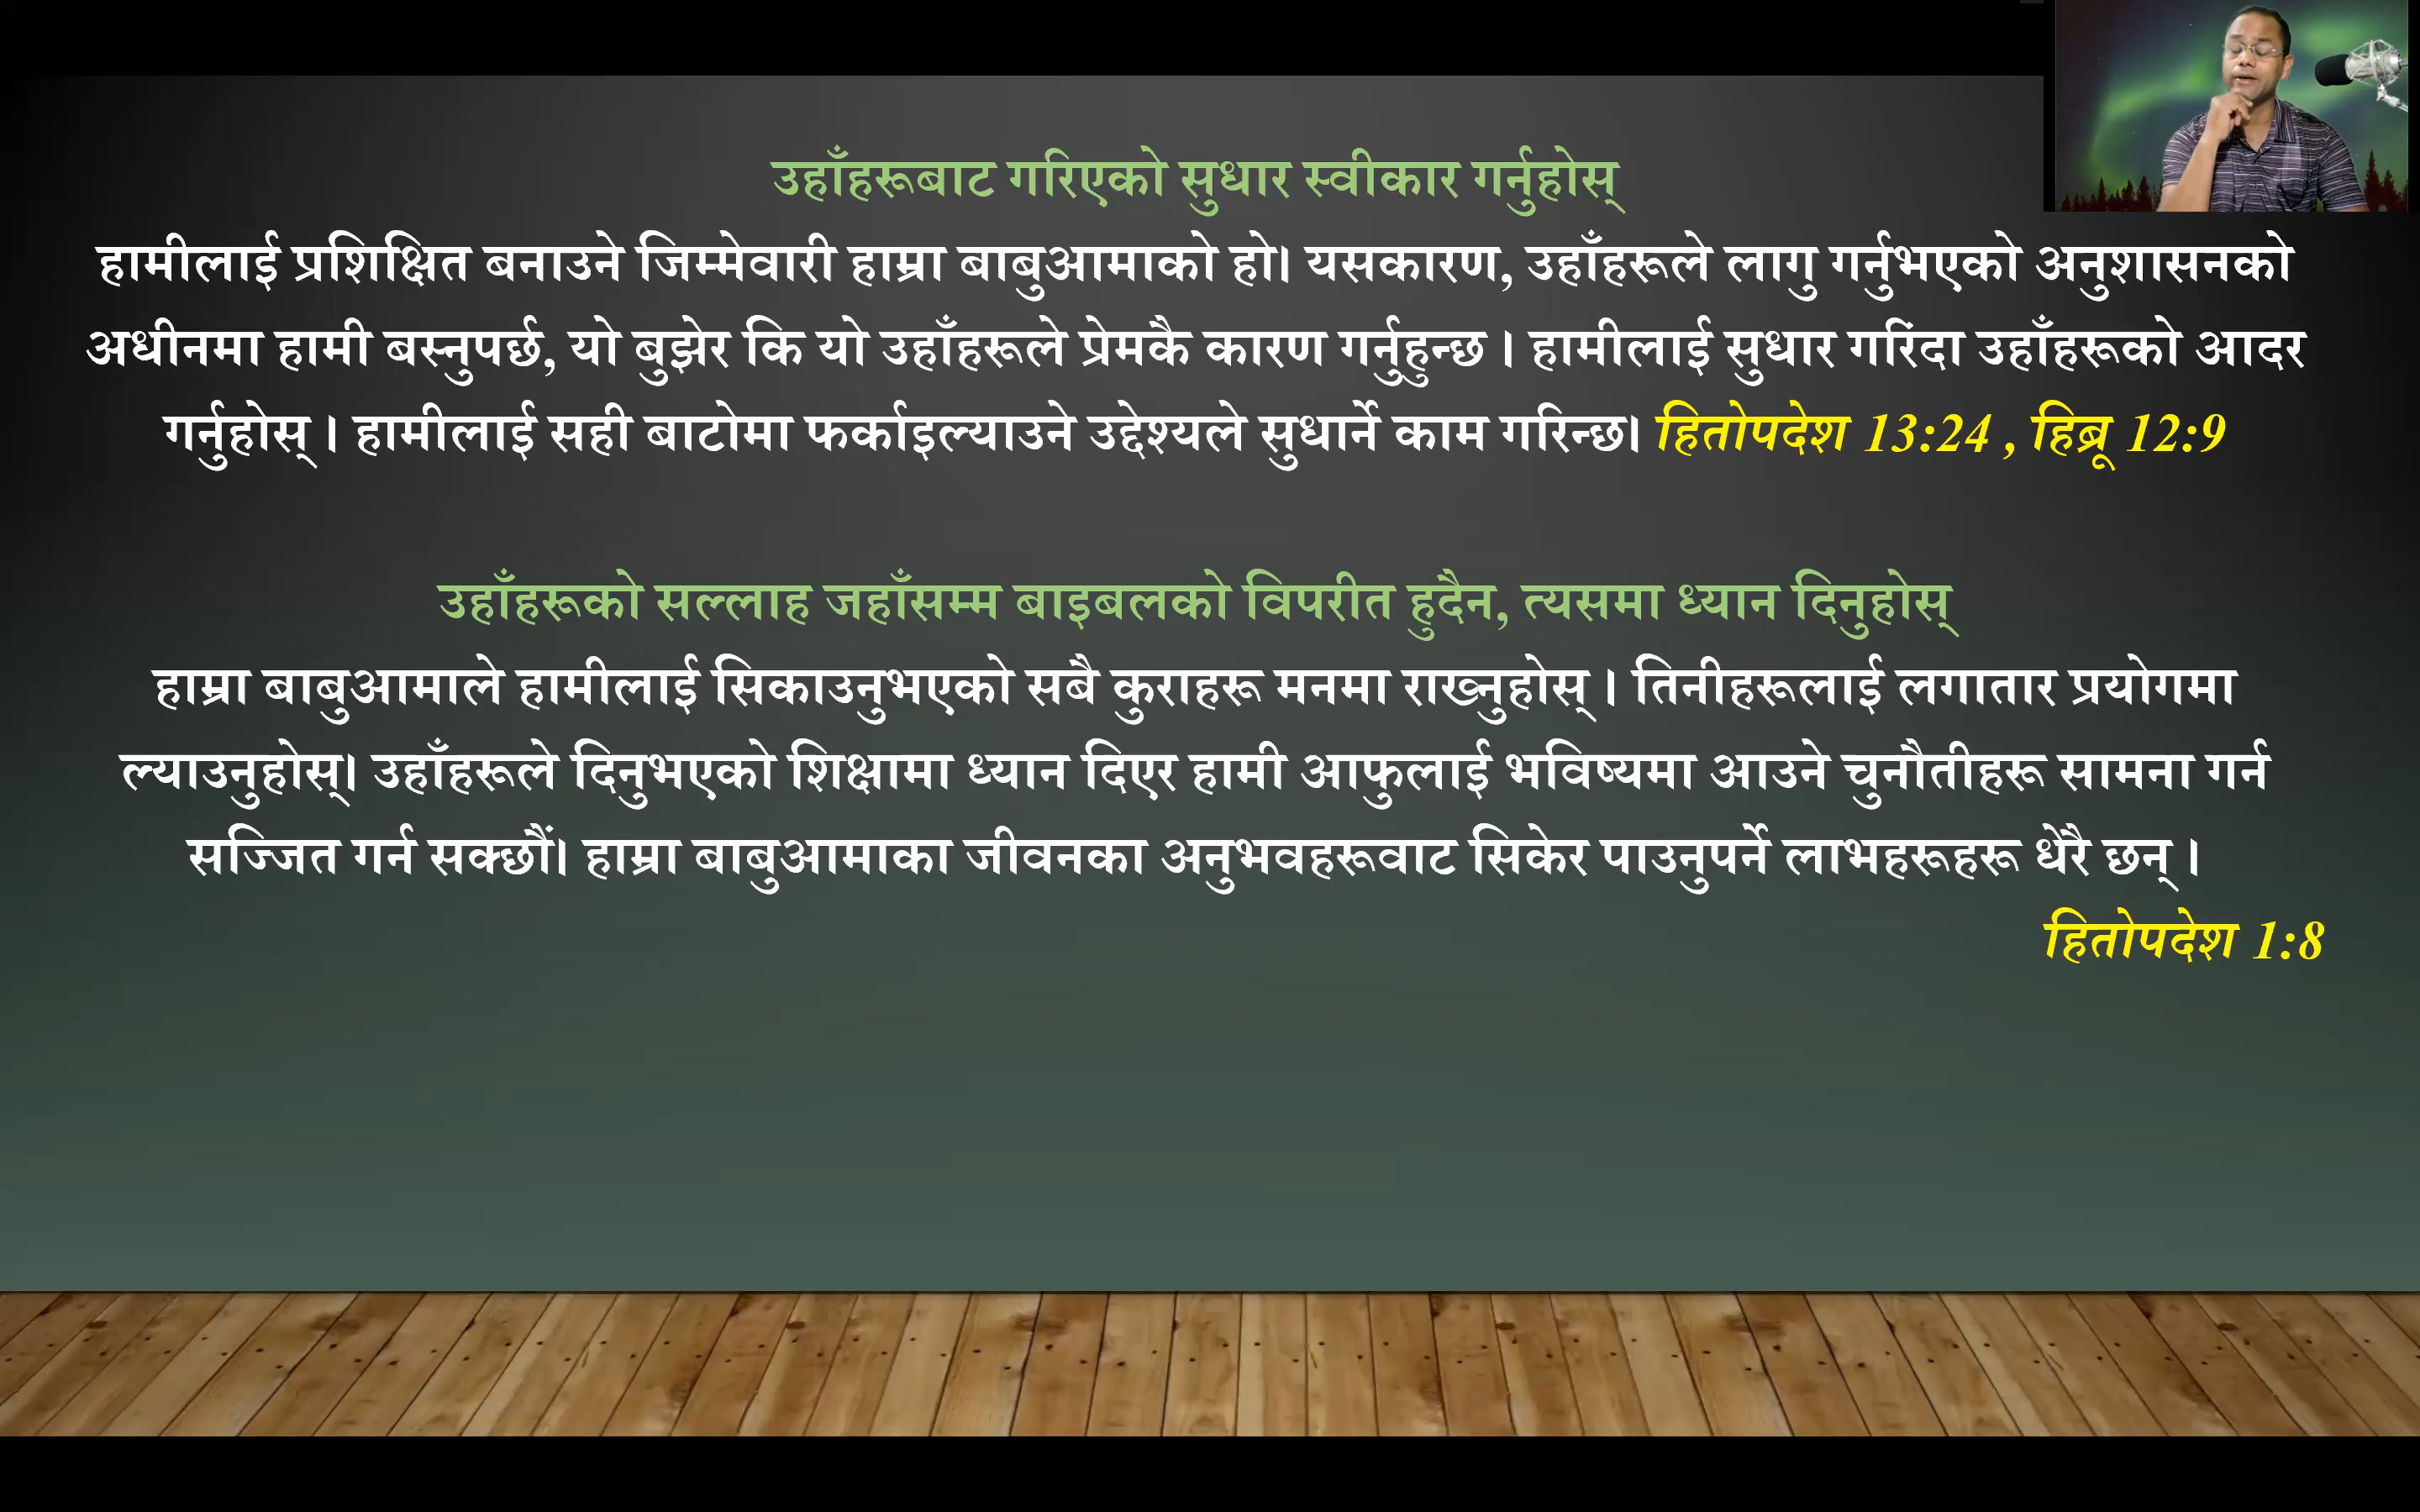 उहाँहरूबाट गरिएको सुधार स्वीकार गर्नुहोस्
हामीलाई प्रशिक्षित बनाउने जिम्मेवारी हाम्रा बाबुआमाको हो। यसकारण, उहाँहरूले लागु गर्नुभएको अनुशासनको
अधीनमा हामी बस्नुपर्छ, यो बुझेर कि यो उहाँहरूले प्रेमकै कारण गर्नुहुन्छ । हामीलाई सुधार गरिंदा उहाँहरूको आदर
गर्नुहोस् । हामीलाई सही बाटोमा फर्काइल्याउने उद्देश्यले सुधार्ने काम गरिन्छ। हितोपदेश 13:24 , हिब्रू 12:9
उहाँहरूको सल्लाह जहाँसम्म बाइबलको विपरीत हुदैन, त्यसमा ध्यान दिनुहोस्
हाम्रा बाबुआमाले हामीलाई सिकाउनुभएको सबै कुराहरू मनमा राख्नुहोस् । तिनीहरूलाई लगातार प्रयोगमा
ल्याउनुहोस्। उहाँहरूले दिनुभएको शिक्षामा ध्यान दिएर हामी आफुलाई भविष्यमा आउने चुनौतीहरू सामना गर्न
सज्जित गर्न सक्छौं। हाम्रा बाबुआमाका जीवनका अनुभवहरूवाट सिकेर पाउनुपर्ने लाभहरूहरू धेरै छन् ।
हितोपदेश 1:8